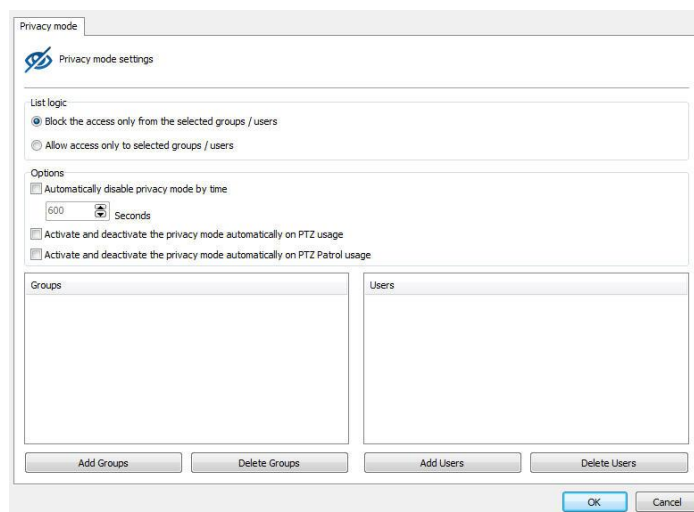 Privacy mode
Privacy mode settings
List logic
Block the access only from the selected groups / users
Allow access only to selected groups / users
Options
Automatically disable privacy mode by time
600 Seconds
Activate and deactivate the privacy mode automatically on PTZ usage
Activate and deactivate the privacy mode automatically on PTZ Patrol usage
Groups Users
Add Groups Delete Groups Add Users Delete Users
OK Cancel